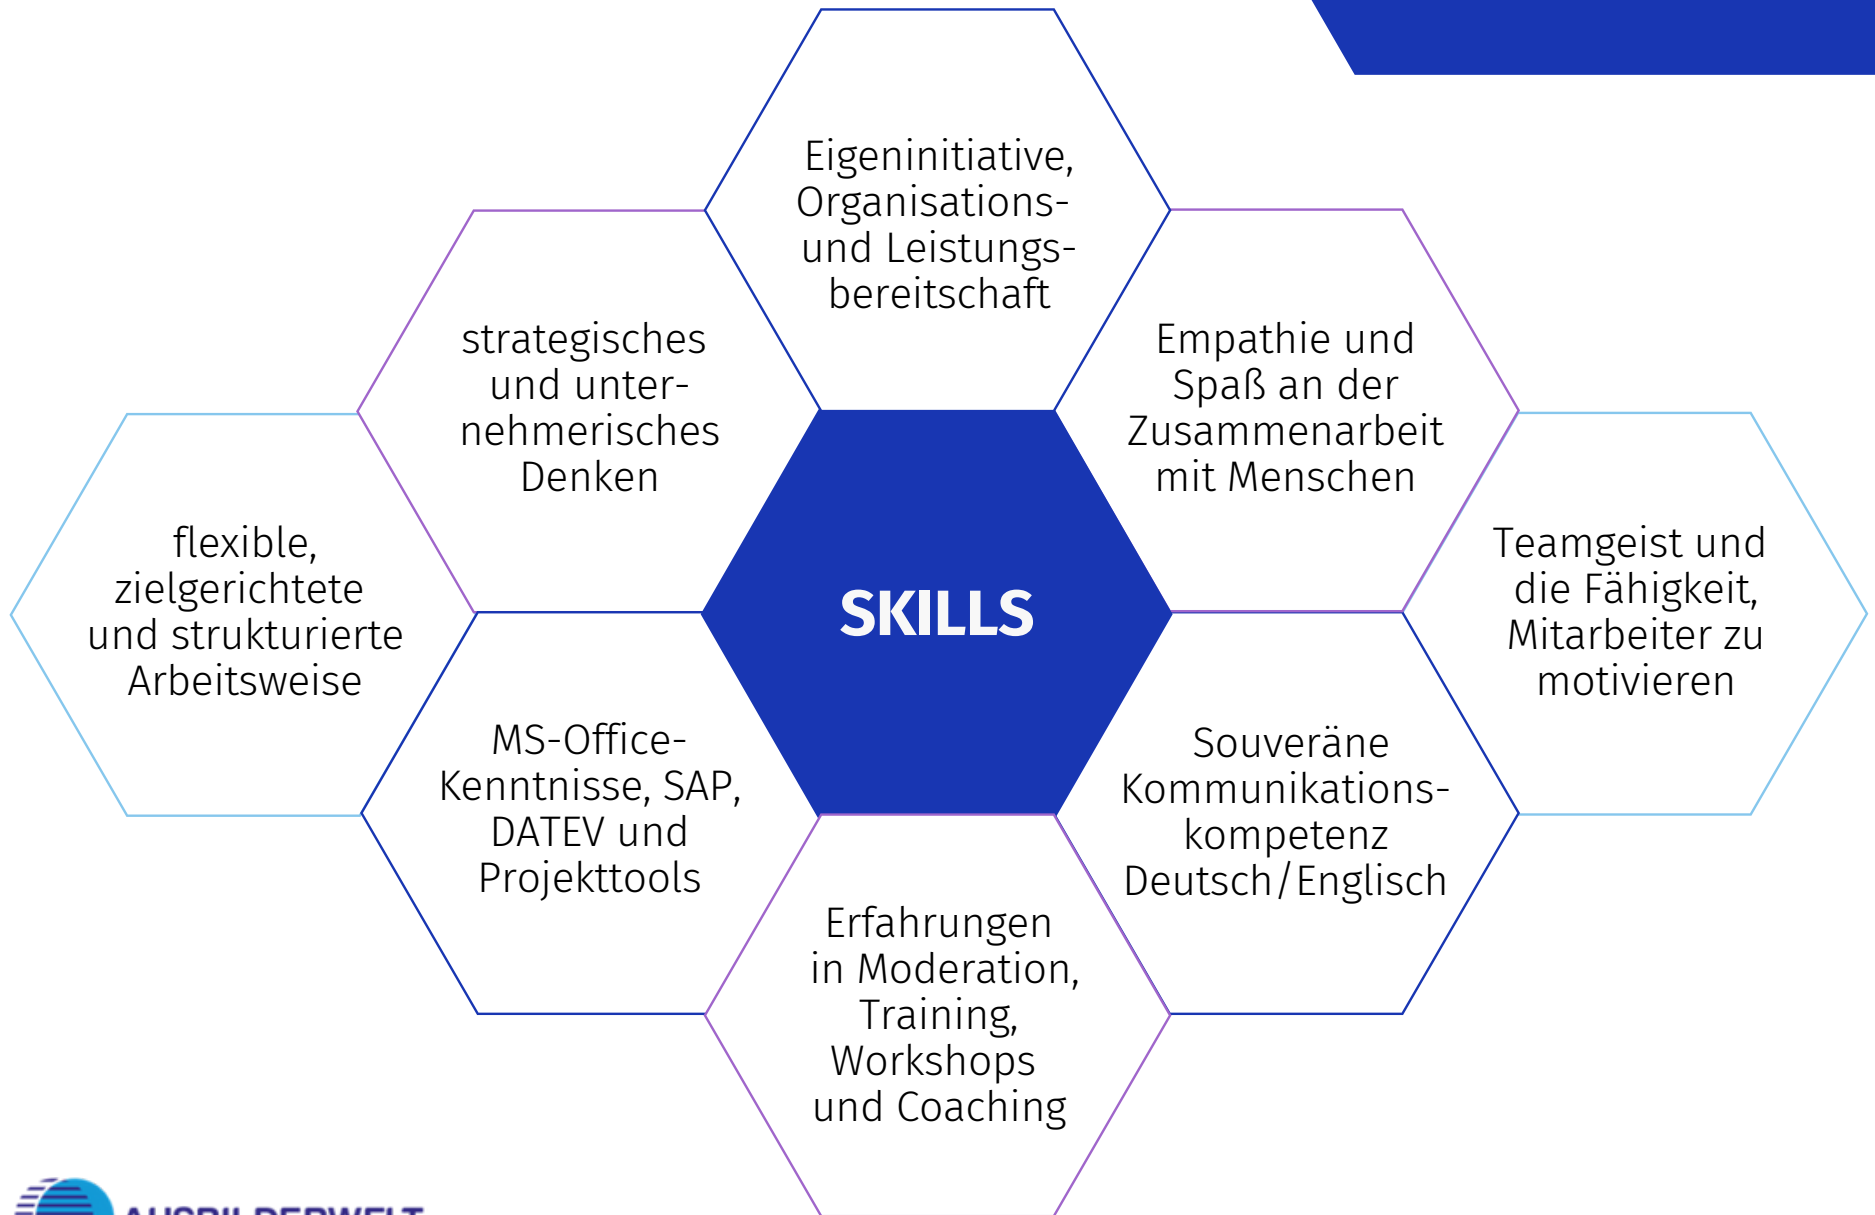 Eigeninitiative,
Organisations-
und Leistungs-
bereitschaft
strategisches
und unter-
nehmerisches
Denken
Empathie und
Spaß an der
Zusammenarbeit
mit Menschen
flexible,
zielgerichtete
und strukturierte
Arbeitsweise
SKILLS
Teamgeist und
die Fähigkeit,
Mitarbeiter zu
motivieren
MS-Office-
Kenntnisse, SAP,
DATEV und
Projekttools
Souveräne
Kommunikations-
kompetenz
Deutsch/Englisch
Erfahrungen
in Moderation,
Training,
Workshops
und Coaching
AUSBILDERWELT